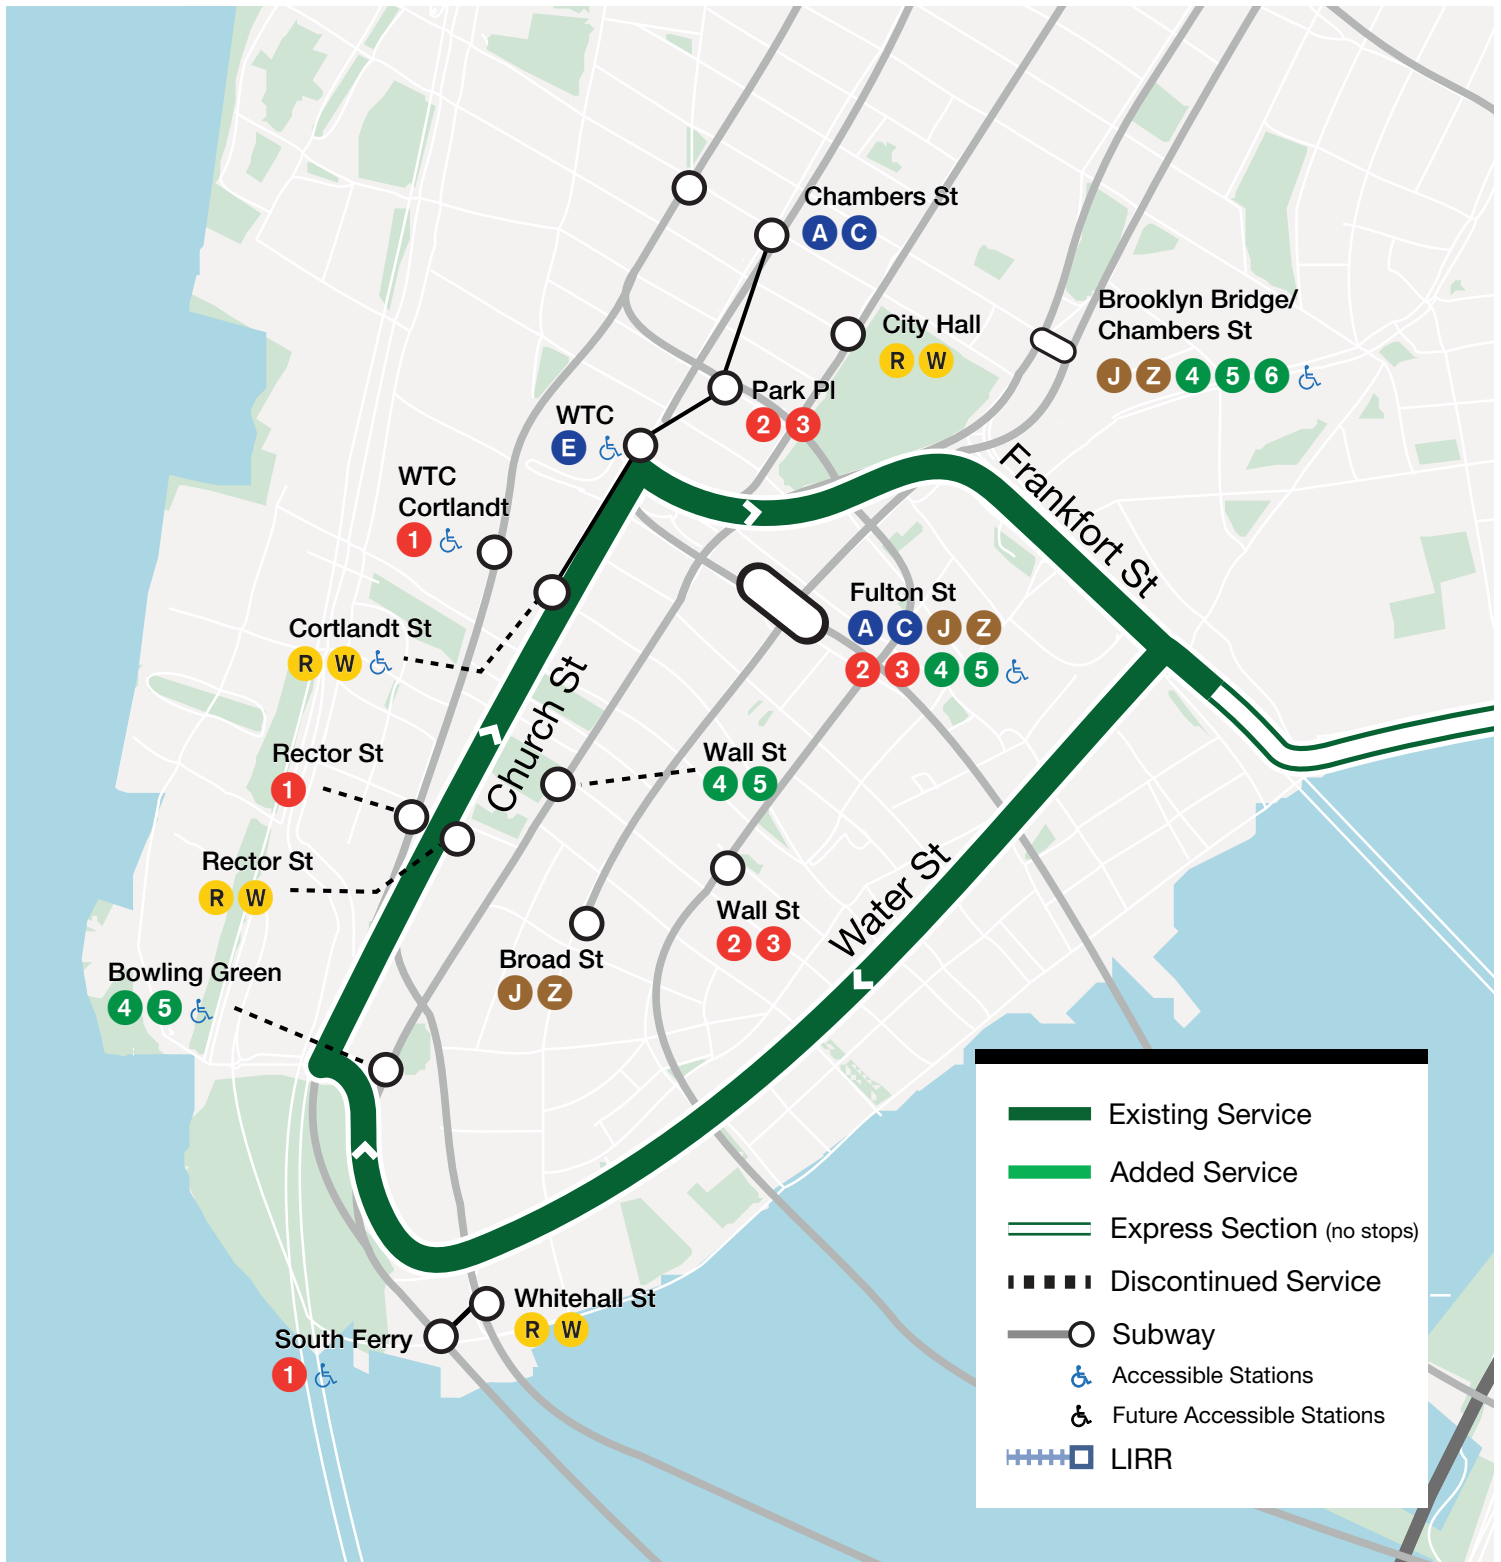 Chambers St
A C
City Hall
R W
Brooklyn Bridge/
Chambers St
J Z 4 5 6
Park Pl
2 3
WTC
E
WTC
Cortlandt
1
Frankfort St
Fulton St
A C J Z
2 3 4 5
Cortlandt St
R W
Church St
Rector St
1
Wall St
4 5
Rector St
R W
Wall St
2 3
Water St
Broad St
J Z
Bowling Green
4 5
Whitehall St
R W
South Ferry
1
Existing Service
Added Service
Express Section (no stops)
Discontinued Service
Subway
Accessible Stations
Future Accessible Stations
LIRR